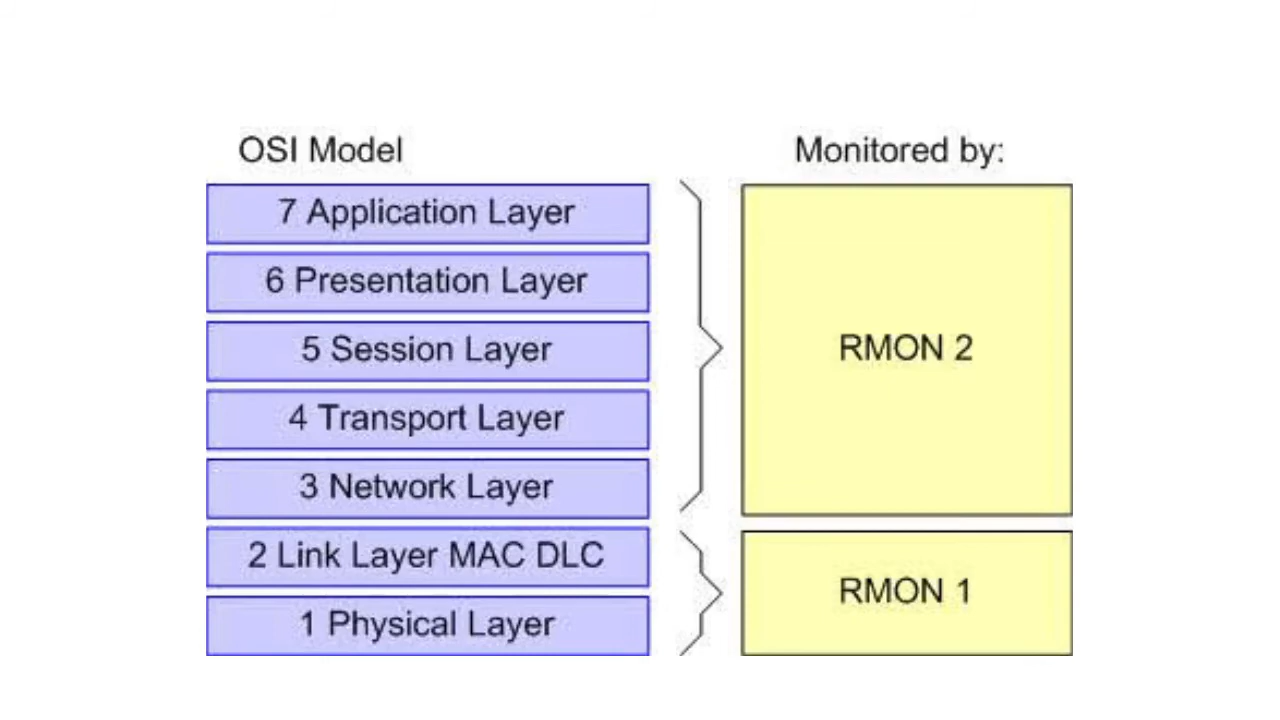 OSI Model
Monitored by:
7 Application Layer
6 Presentation Layer
5 Session Layer
4 Transport Layer
3 Network Layer
2 Link Layer MAC DLC
1 Physical Layer
RMON 2
RMON 1